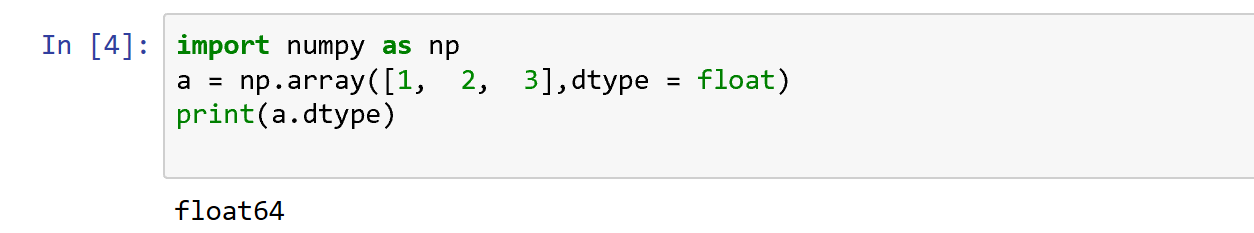 In [4]: import numpy as np
a = np.array([1,  2,  3],dtype = float)
print(a.dtype)
float64